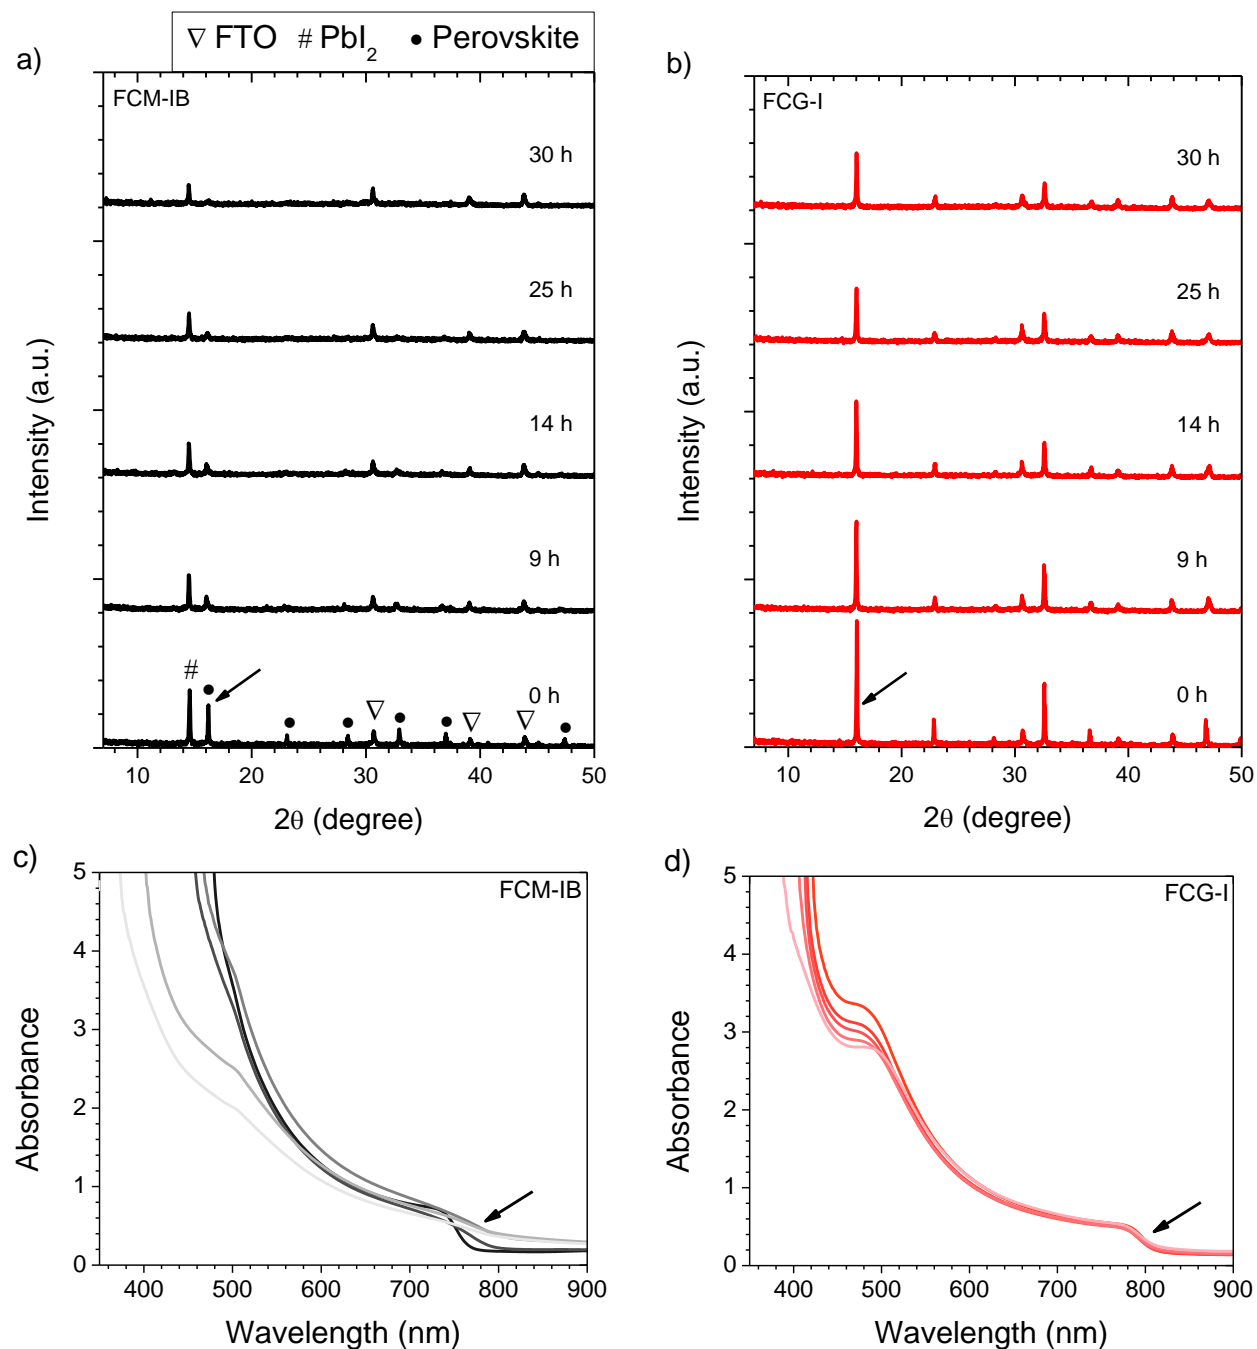 ▽ FTO # PbI₂ ● Perovskite
a)
FCM-IB
30 h
25 h
14 h
9 h
0 h
#
Intensity (a.u.)
10 20 30 40 50
2θ (degree)
b)
FCG-I
30 h
25 h
14 h
9 h
0 h
Intensity (a.u.)
10 20 30 40 50
2θ (degree)
c)
FCM-IB
5
4
3
2
1
0
Absorbance
400 500 600 700 800 900
Wavelength (nm)
d)
FCG-I
5
4
3
2
1
0
Absorbance
400 500 600 700 800 900
Wavelength (nm)